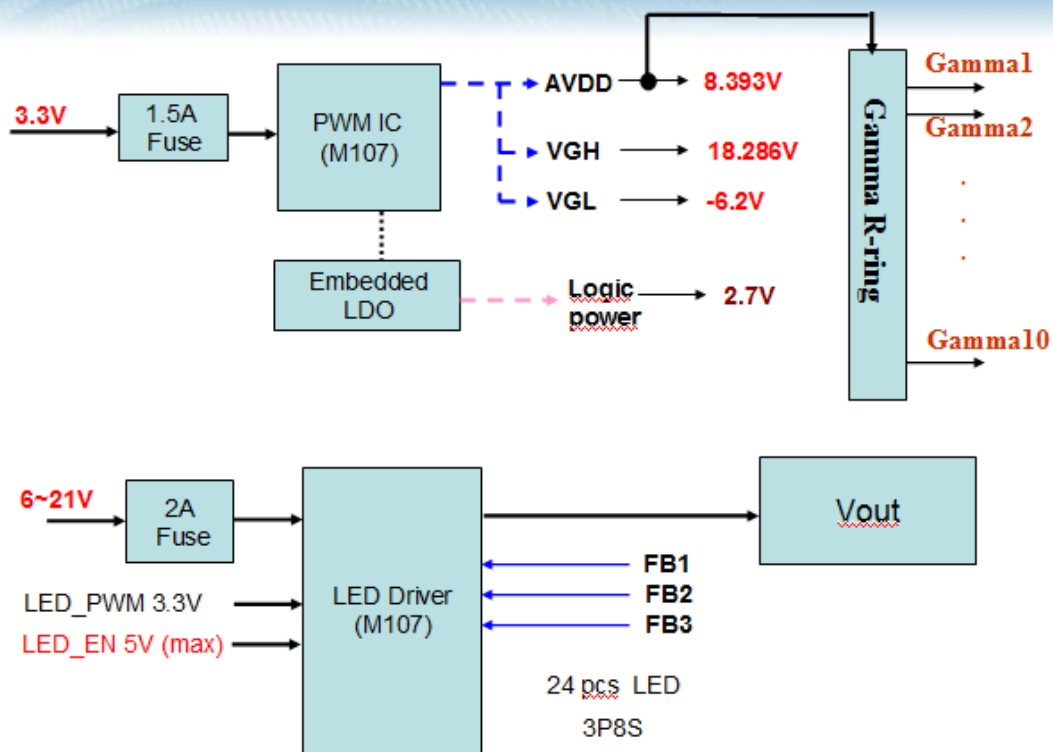 3.3V
1.5A
Fuse
PWM IC
(M107)
AVDD
8.393V
VGH
18.286V
VGL
-6.2V
Embedded
LDO
Logic
power
2.7V
Gamma R-ring
Gamma1
Gamma2
.
.
.
Gamma10
6~21V
2A
Fuse
LED_PWM 3.3V
LED_EN 5V (max)
LED Driver
(M107)
Vout
FB1
FB2
FB3
24 pcs LED
3P8S